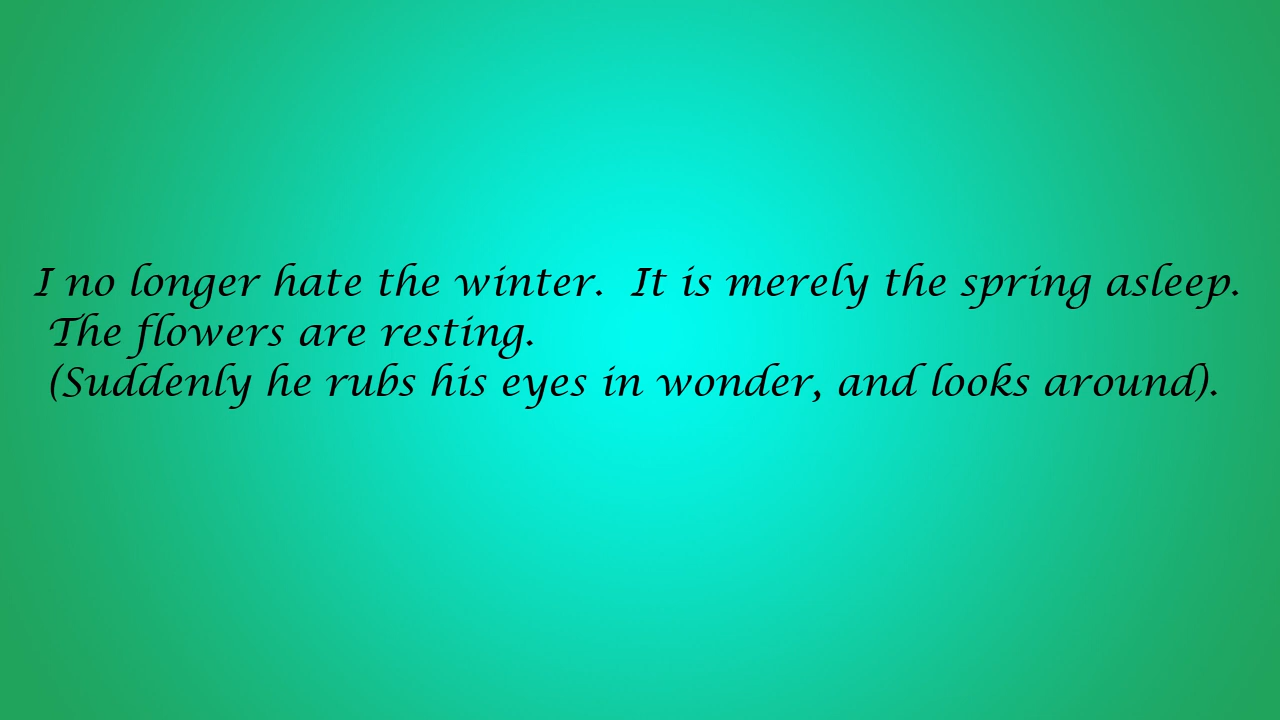 I no longer hate the winter.  It is merely the spring asleep.
The flowers are resting.
(Suddenly he rubs his eyes in wonder, and looks around).